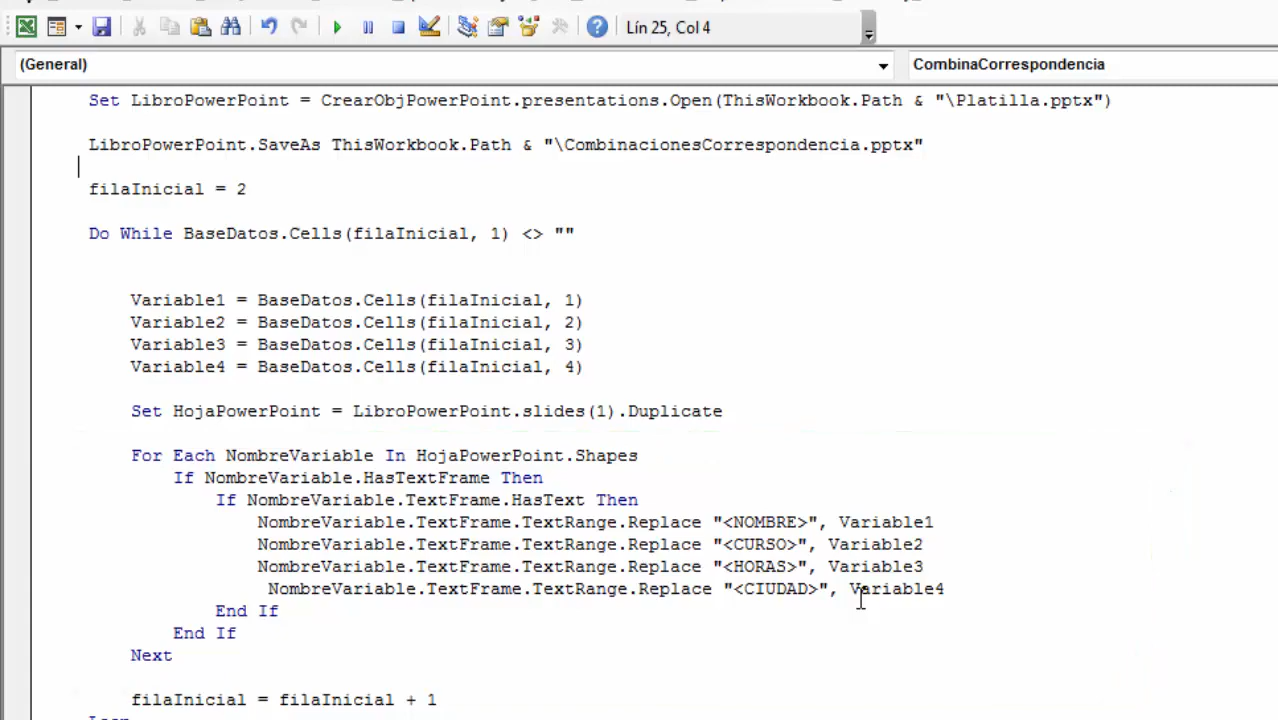 Lín 25, Col 4
(General)
CombinaCorrespondencia
Set LibroPowerPoint = CrearObjPowerPoint.presentations.Open(ThisWorkbook.Path & "\Platilla.pptx")
LibroPowerPoint.SaveAs ThisWorkbook.Path & "\CombinacionesCorrespondencia.pptx"
filaInicial = 2
Do While BaseDatos.Cells(filaInicial, 1) <> ""
Variable1 = BaseDatos.Cells(filaInicial, 1)
Variable2 = BaseDatos.Cells(filaInicial, 2)
Variable3 = BaseDatos.Cells(filaInicial, 3)
Variable4 = BaseDatos.Cells(filaInicial, 4)
Set HojaPowerPoint = LibroPowerPoint.slides(1).Duplicate
For Each NombreVariable In HojaPowerPoint.Shapes
If NombreVariable.HasTextFrame Then
If NombreVariable.TextFrame.HasText Then
NombreVariable.TextFrame.TextRange.Replace "<NOMBRE>", Variable1
NombreVariable.TextFrame.TextRange.Replace "<CURSO>", Variable2
NombreVariable.TextFrame.TextRange.Replace "<HORAS>", Variable3
NombreVariable.TextFrame.TextRange.Replace "<CIUDAD>", Variable4
End If
End If
Next
filaInicial = filaInicial + 1
Loop